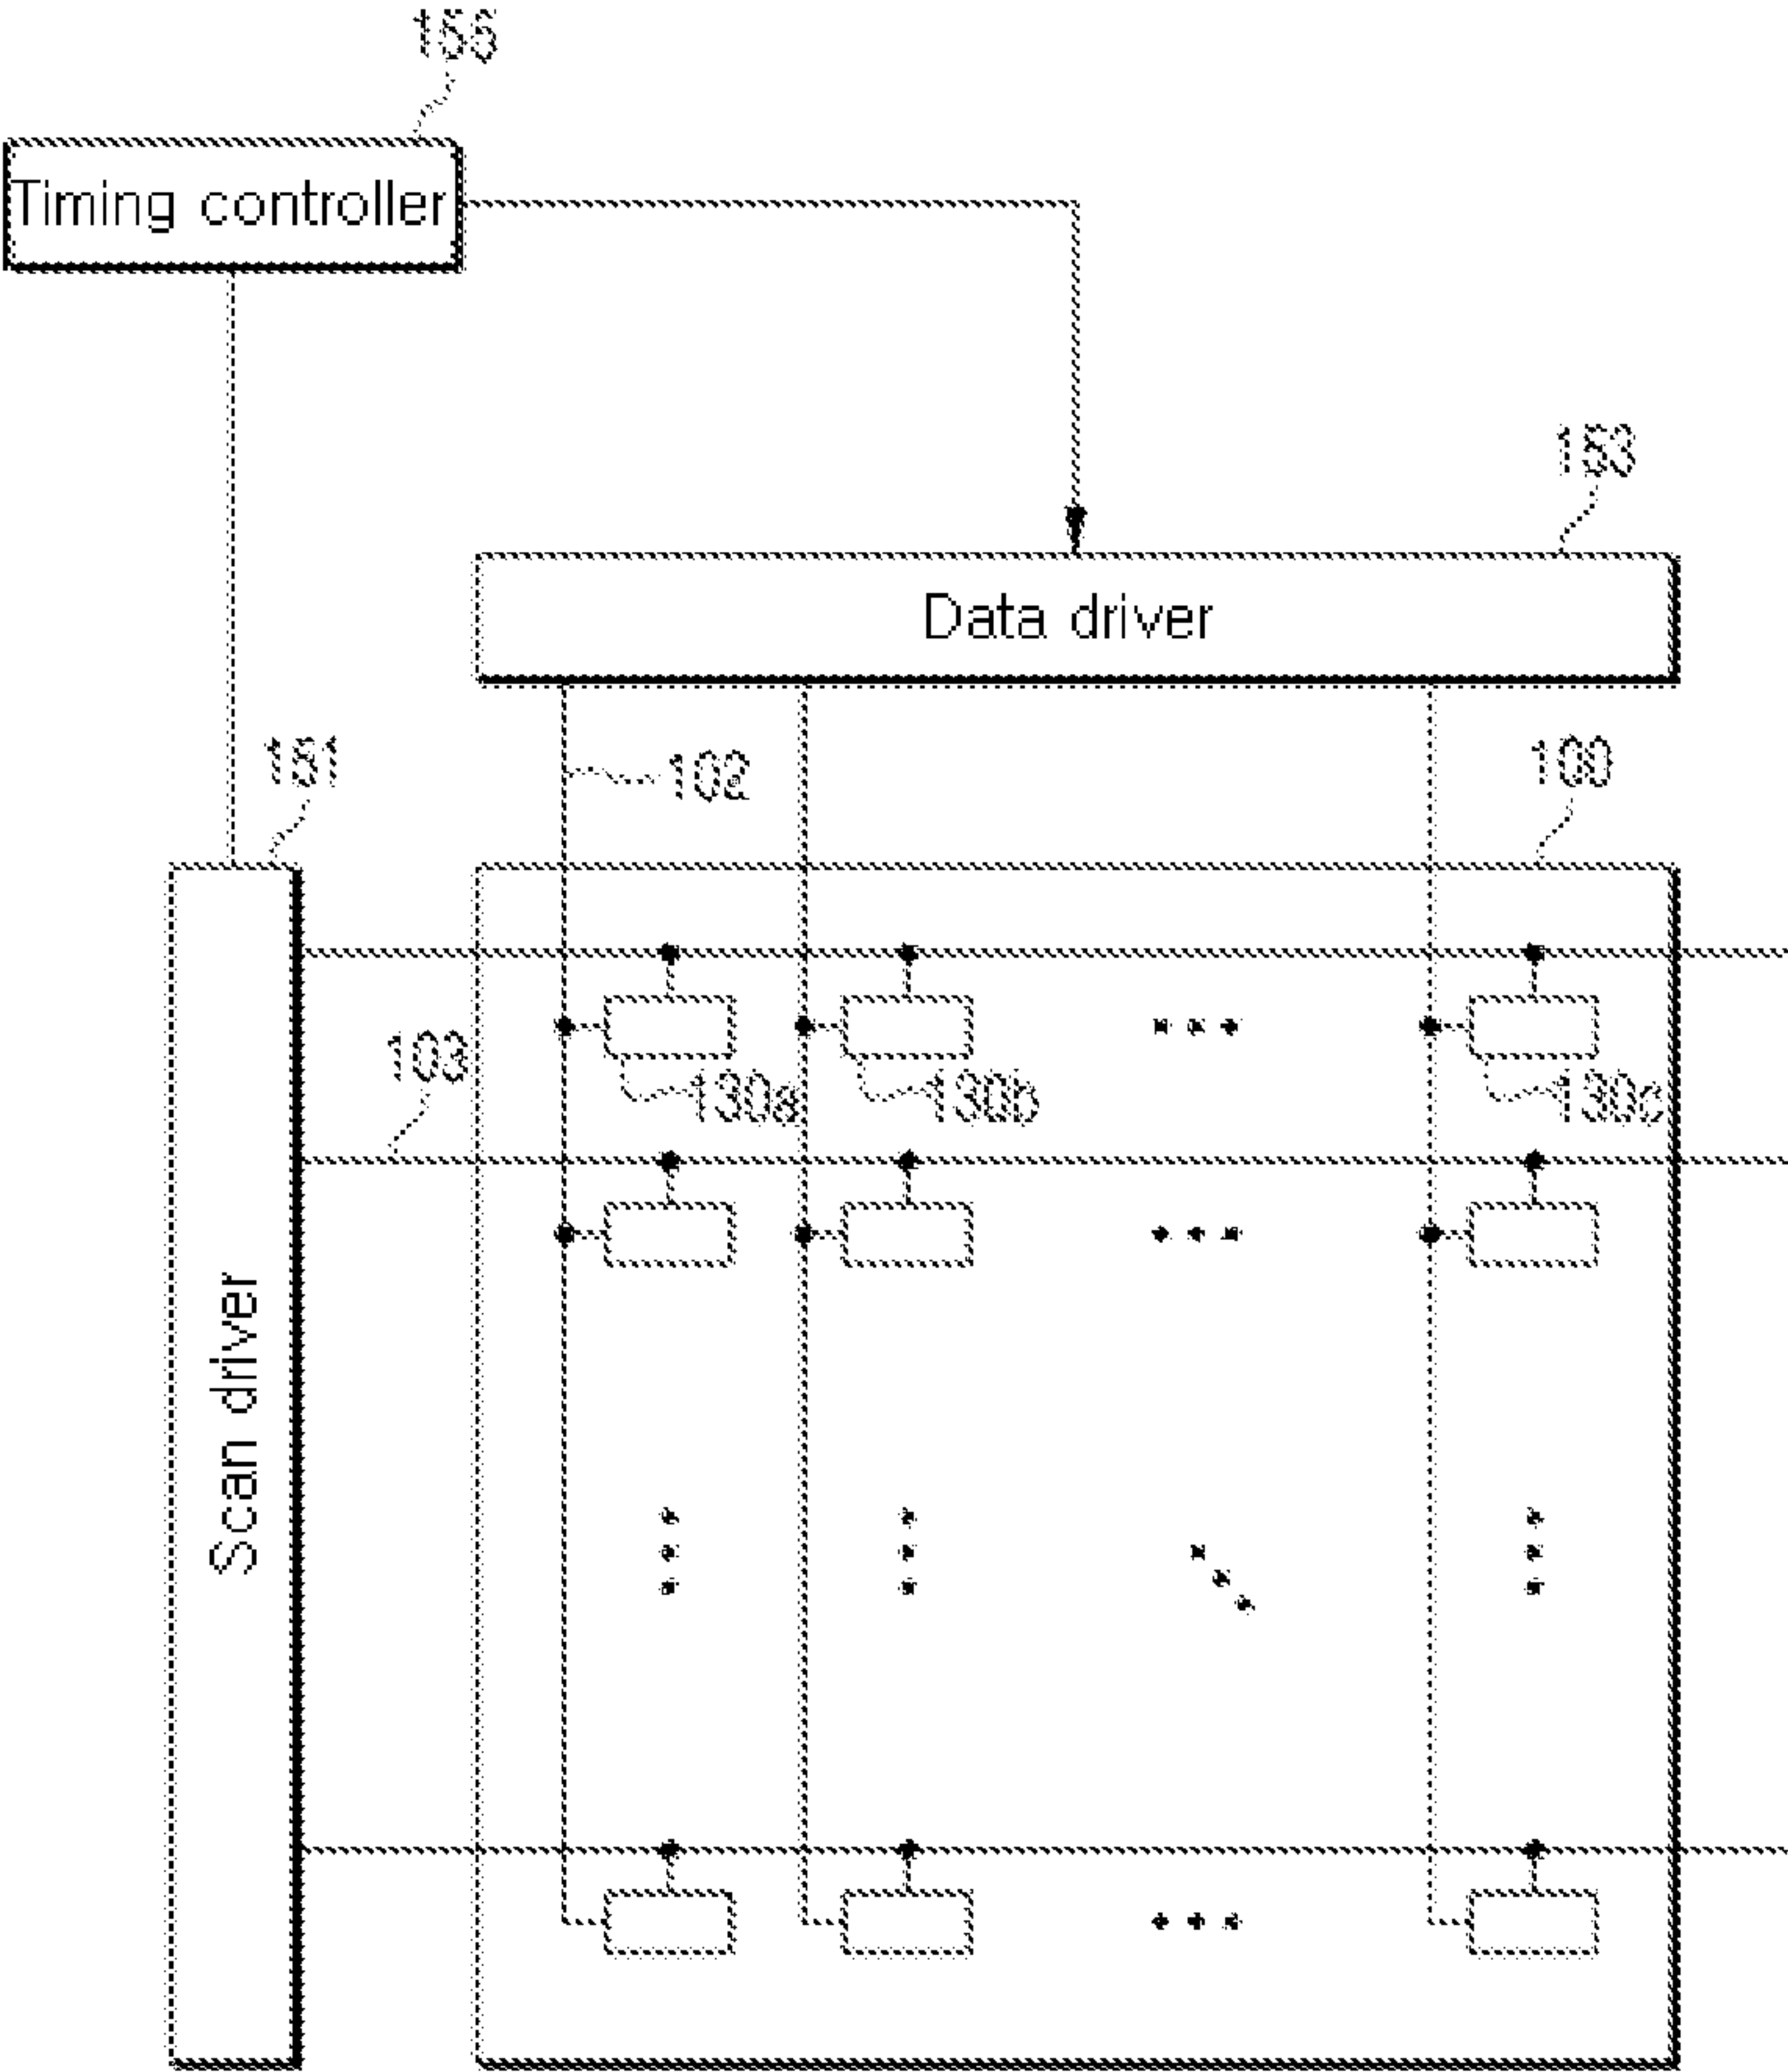 155
Timing controller
153
Data driver
151
102
100
103
130a
130b
130c
Scan driver